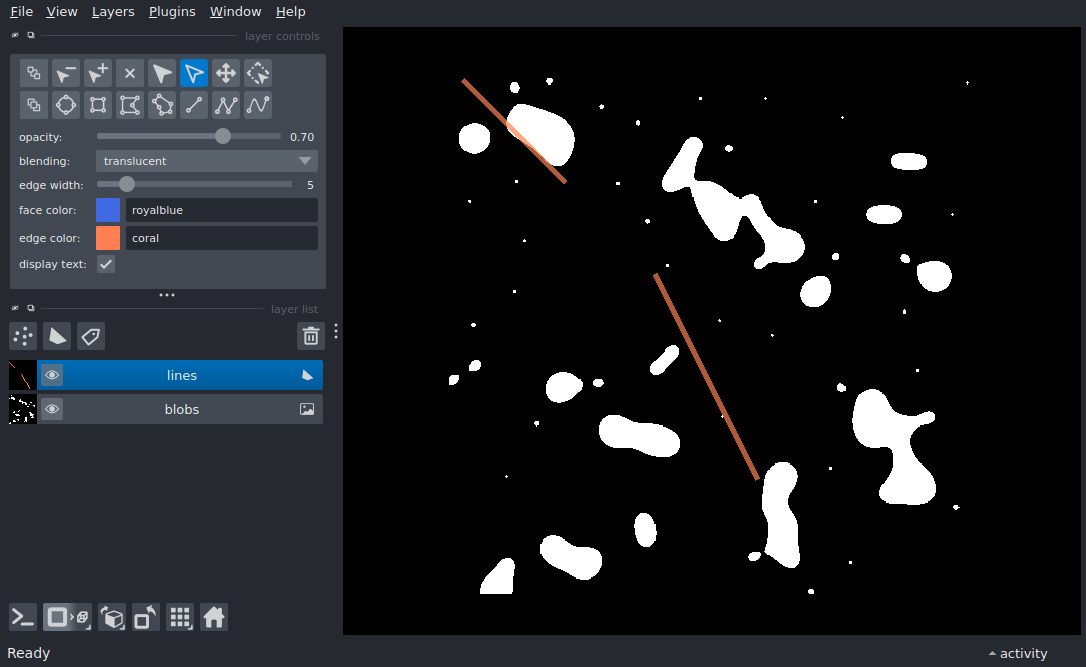 File View Layers Plugins Window Help
layer controls
opacity: 0.70
blending: translucent
edge width: 5
face color: royalblue
edge color: coral
display text:
layer list
lines
blobs
Ready
activity